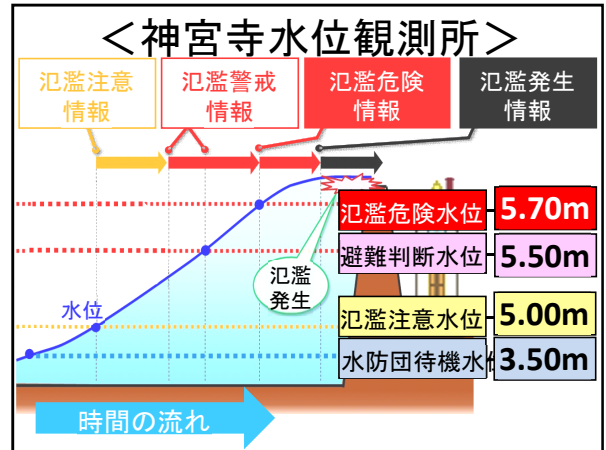 ＜神宮寺水位観測所＞
氾濫注意
情報
氾濫警戒
情報
氾濫危険
情報
氾濫発生
情報
氾濫危険水位
5.70m
避難判断水位
5.50m
氾濫
発生
水位
氾濫注意水位
5.00m
水防団待機水
3.50m
時間の流れ